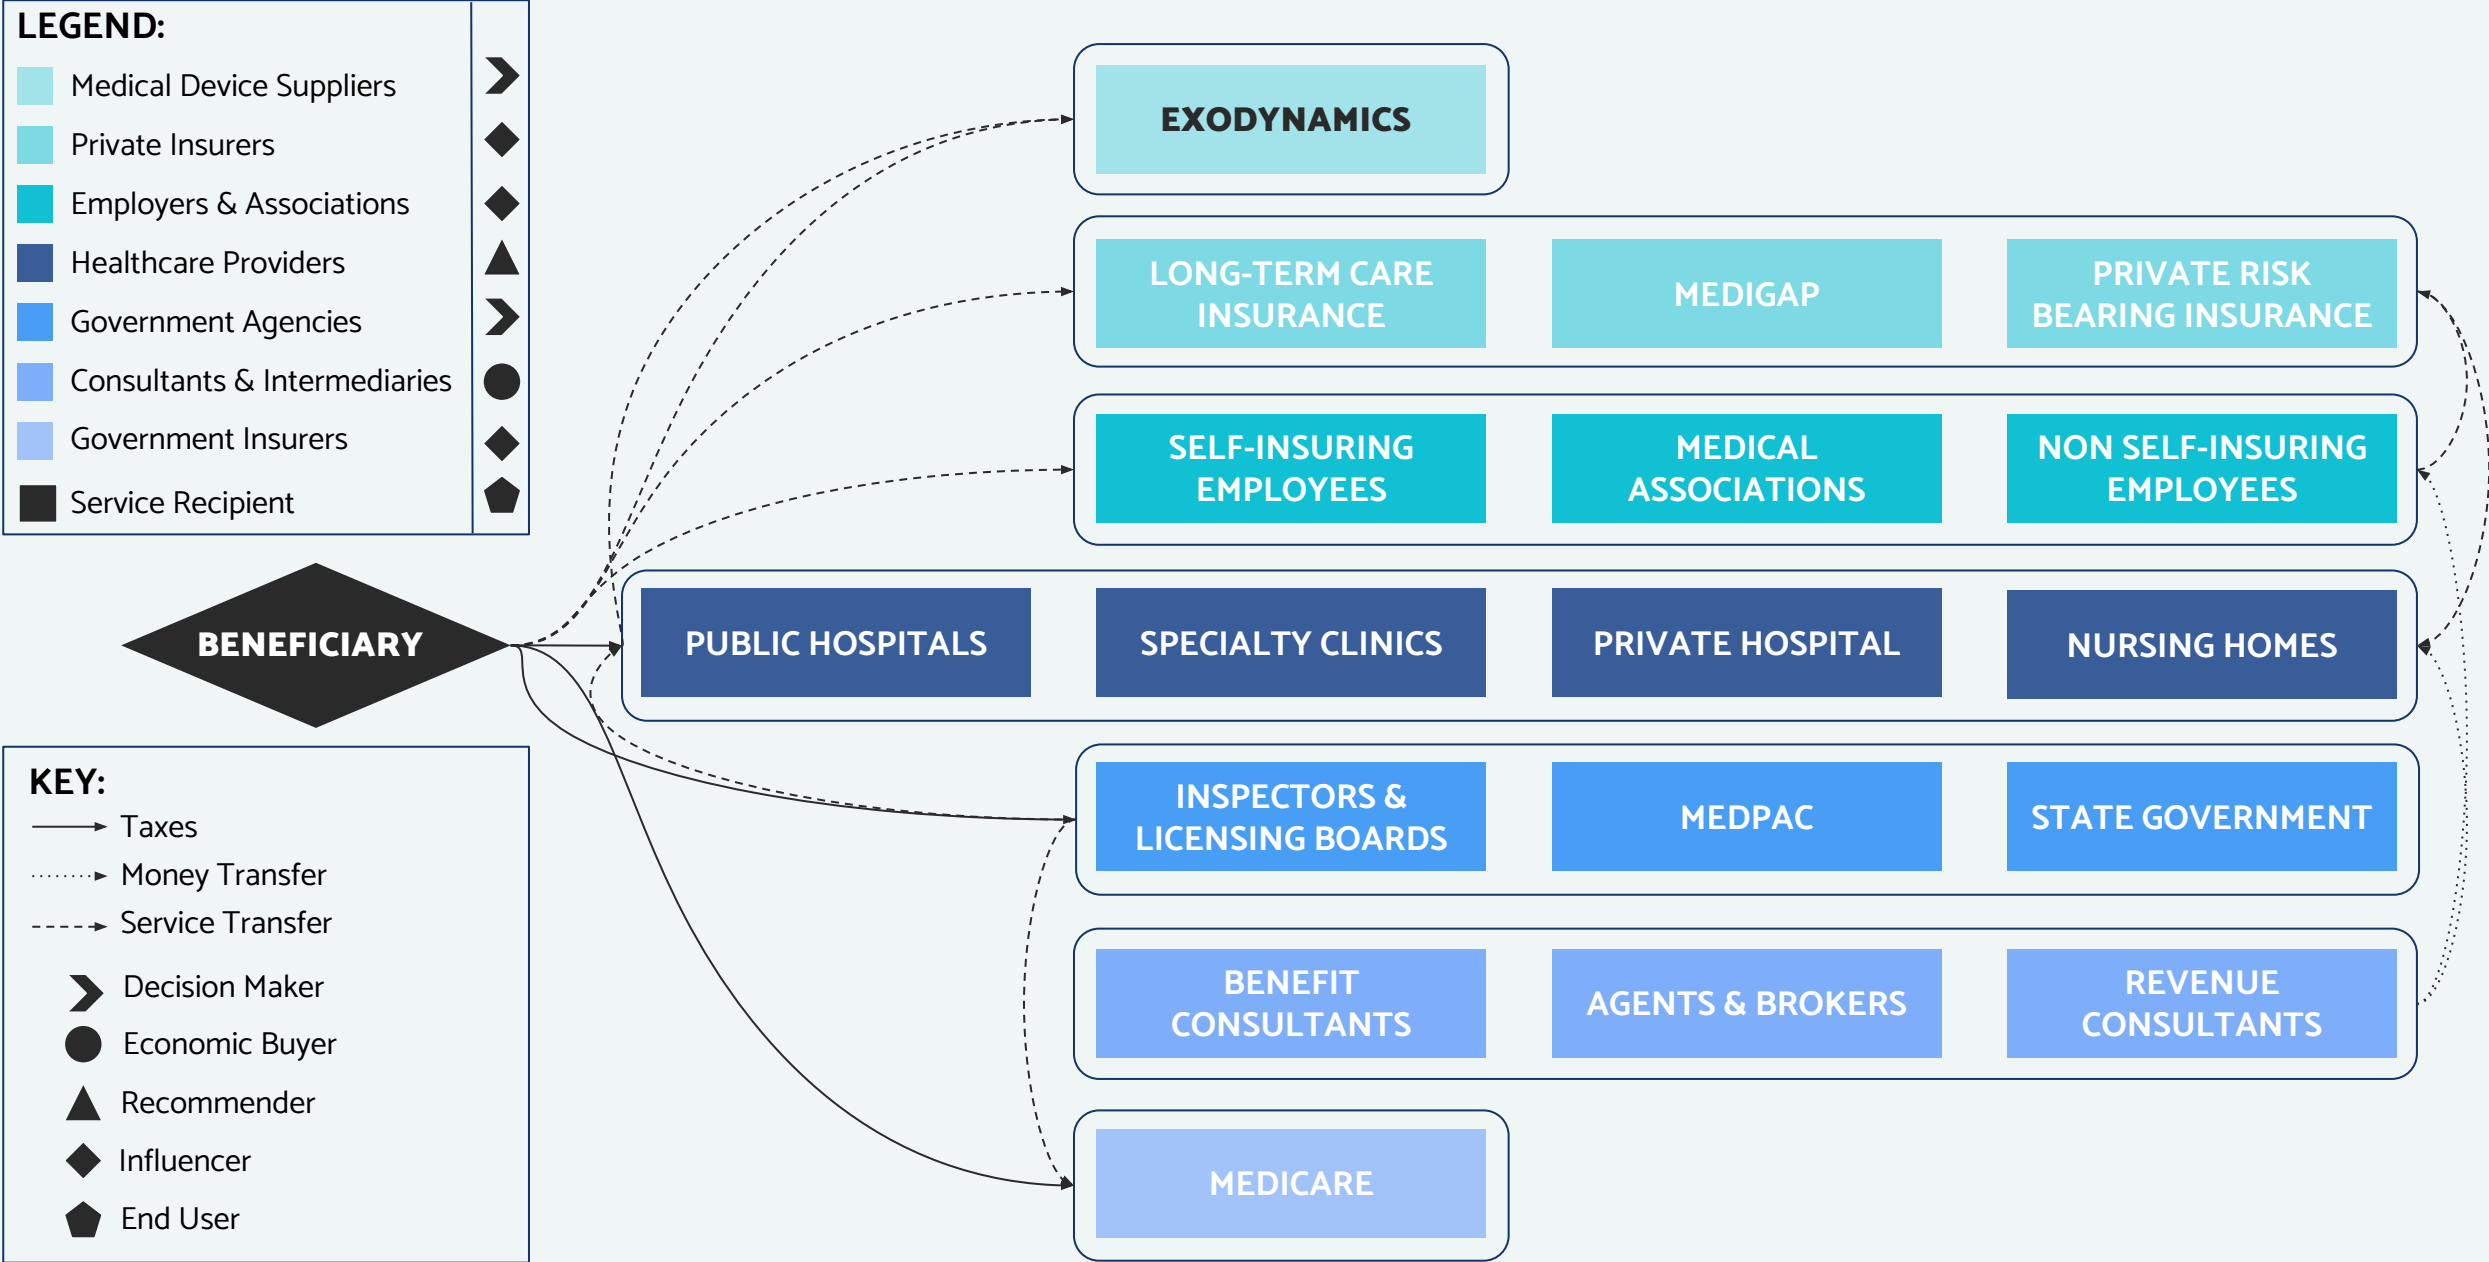 LEGEND:
Medical Device Suppliers
Private Insurers
Employers & Associations
Healthcare Providers
Government Agencies
Consultants & Intermediaries
Government Insurers
Service Recipient
BENEFICIARY
KEY:
Taxes
Money Transfer
Service Transfer
Decision Maker
Economic Buyer
Recommender
Influencer
End User
EXODYNAMICS
LONG-TERM CARE
INSURANCE
MEDIGAP
PRIVATE RISK
BEARING INSURANCE
SELF-INSURING
EMPLOYEES
MEDICAL
ASSOCIATIONS
NON SELF-INSURING
EMPLOYEES
PUBLIC HOSPITALS
SPECIALTY CLINICS
PRIVATE HOSPITAL
NURSING HOMES
INSPECTORS &
LICENSING BOARDS
MEDPAC
STATE GOVERNMENT
BENEFIT
CONSULTANTS
AGENTS & BROKERS
REVENUE
CONSULTANTS
MEDICARE